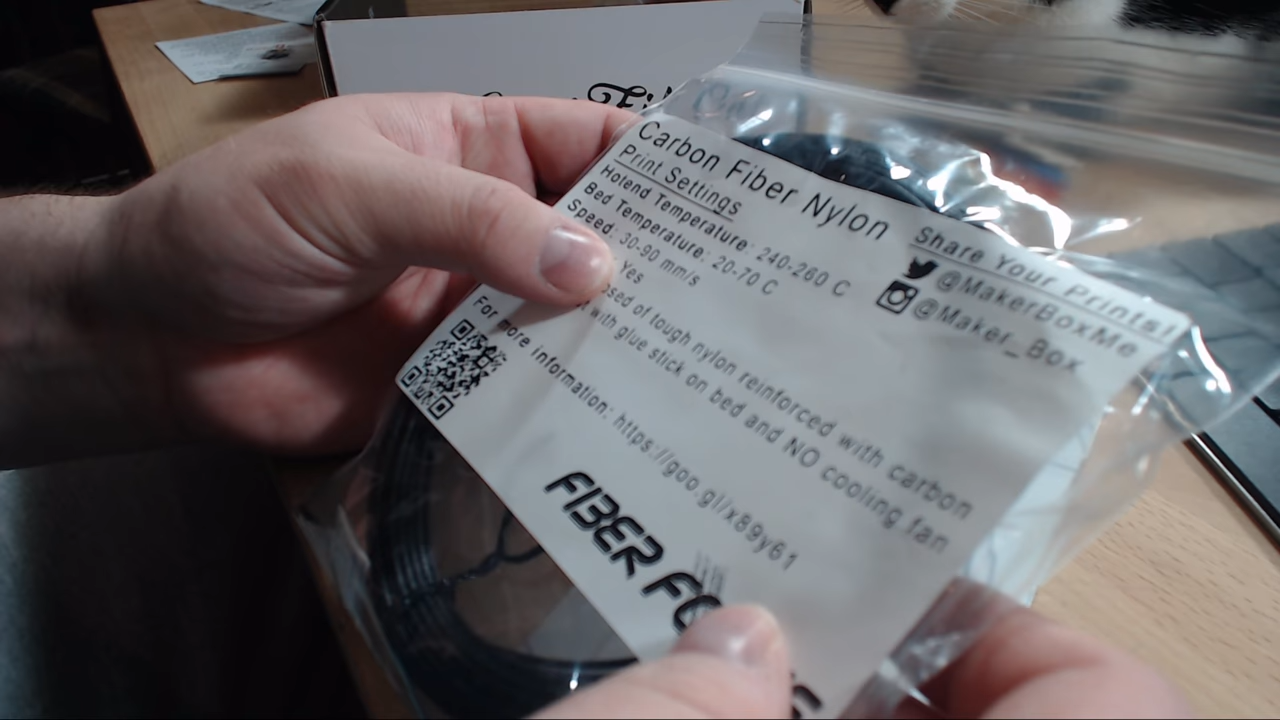 Carbon Fiber Nylon
Print Settings
Hotend Temperature: 240-260 C
Bed Temperature: 20-70 C
Speed: 30-90 mm/s
Yes
Share Your Prints!
@MakerBoxMe
@Maker_Box
osed of tough nylon reinforced with carbon
t with glue stick on bed and NO cooling fan
For more information: https://goo.gl/x89y61
FIBER FO